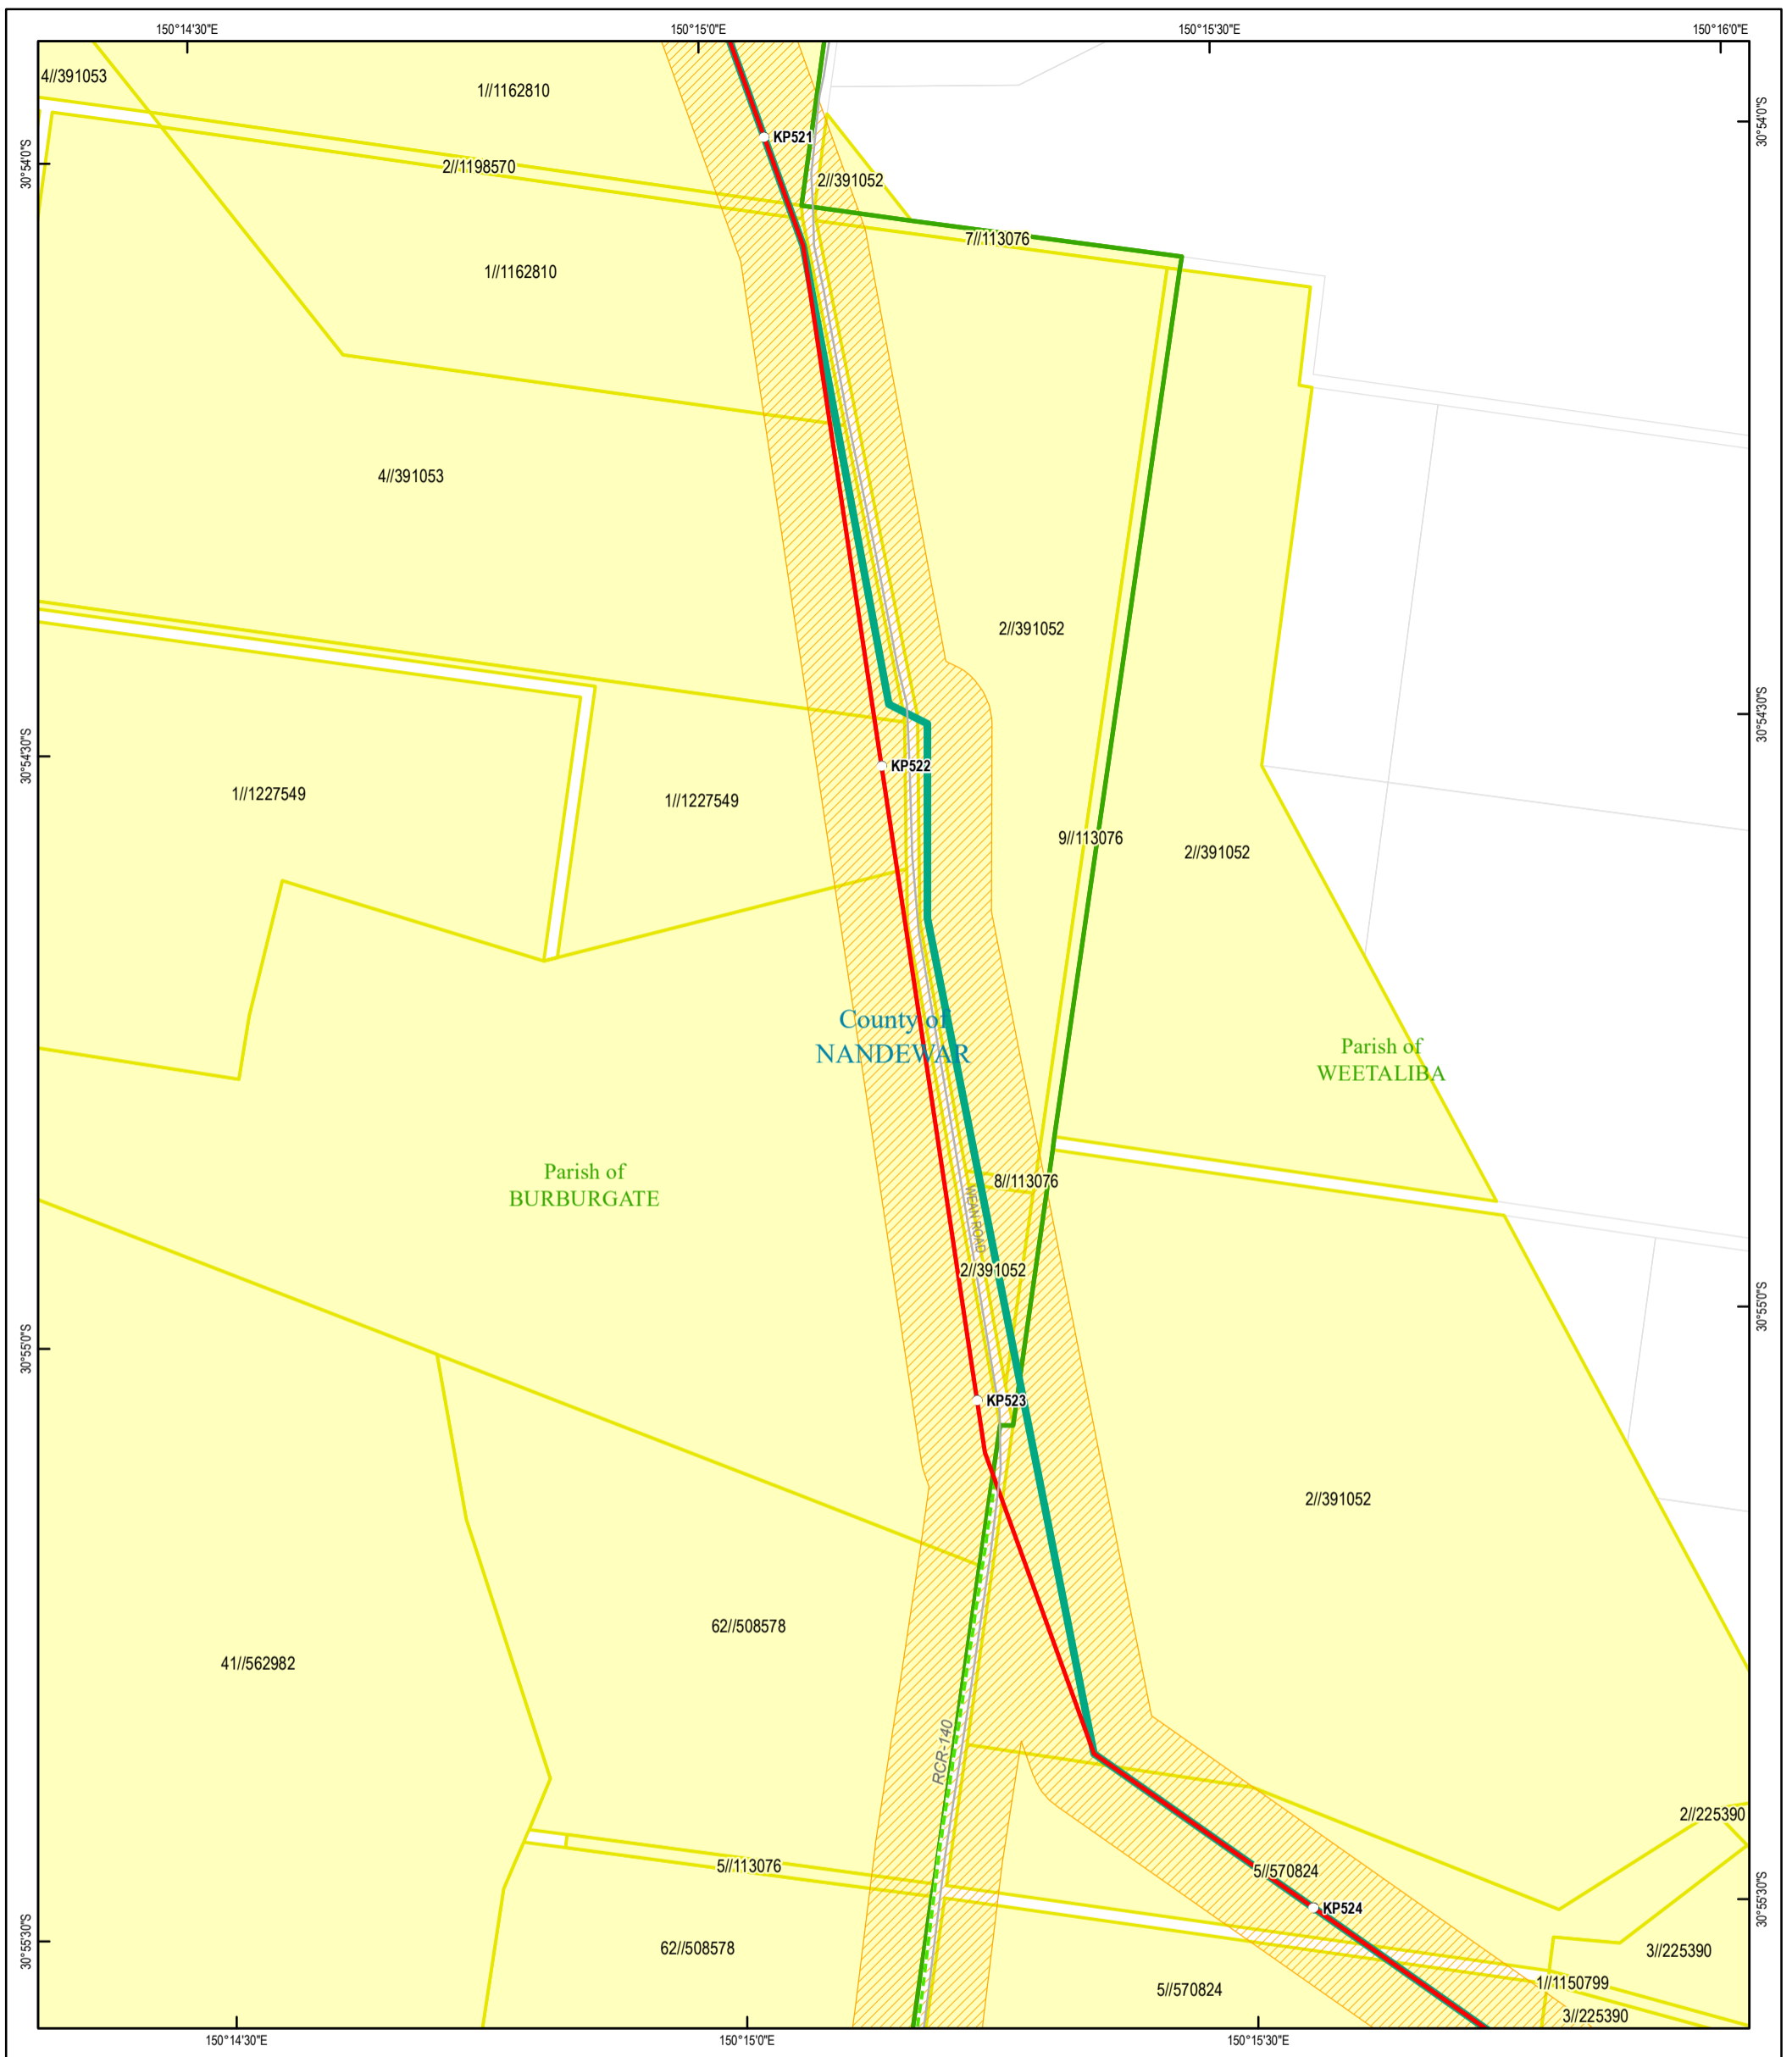 150°14'30"E
150°15'0"E
150°15'30"E
150°16'0"E
4//391053
1//1162810
30°54'0"S
30°54'0"S
KP521
2//1198570
2//391052
7//113076
1//1162810
4//391053
2//391052
30°54'30"S
30°54'30"S
KP522
1//1227549
1//1227549
9//113076
2//391052
County of
NANDEWAR
Parish of
WEETALIBA
Parish of
BURBURGATE
8//113076
WEAN ROAD
2//391052
30°55'0"S
30°55'0"S
KP523
2//391052
62//508578
41//562982
RCR-140
2//225390
5//113076
5//570824
KP524
30°55'30"S
30°55'30"S
62//508578
3//225390
1//1150799
5//570824
3//225390
150°14'30"E
150°15'0"E
150°15'30"E